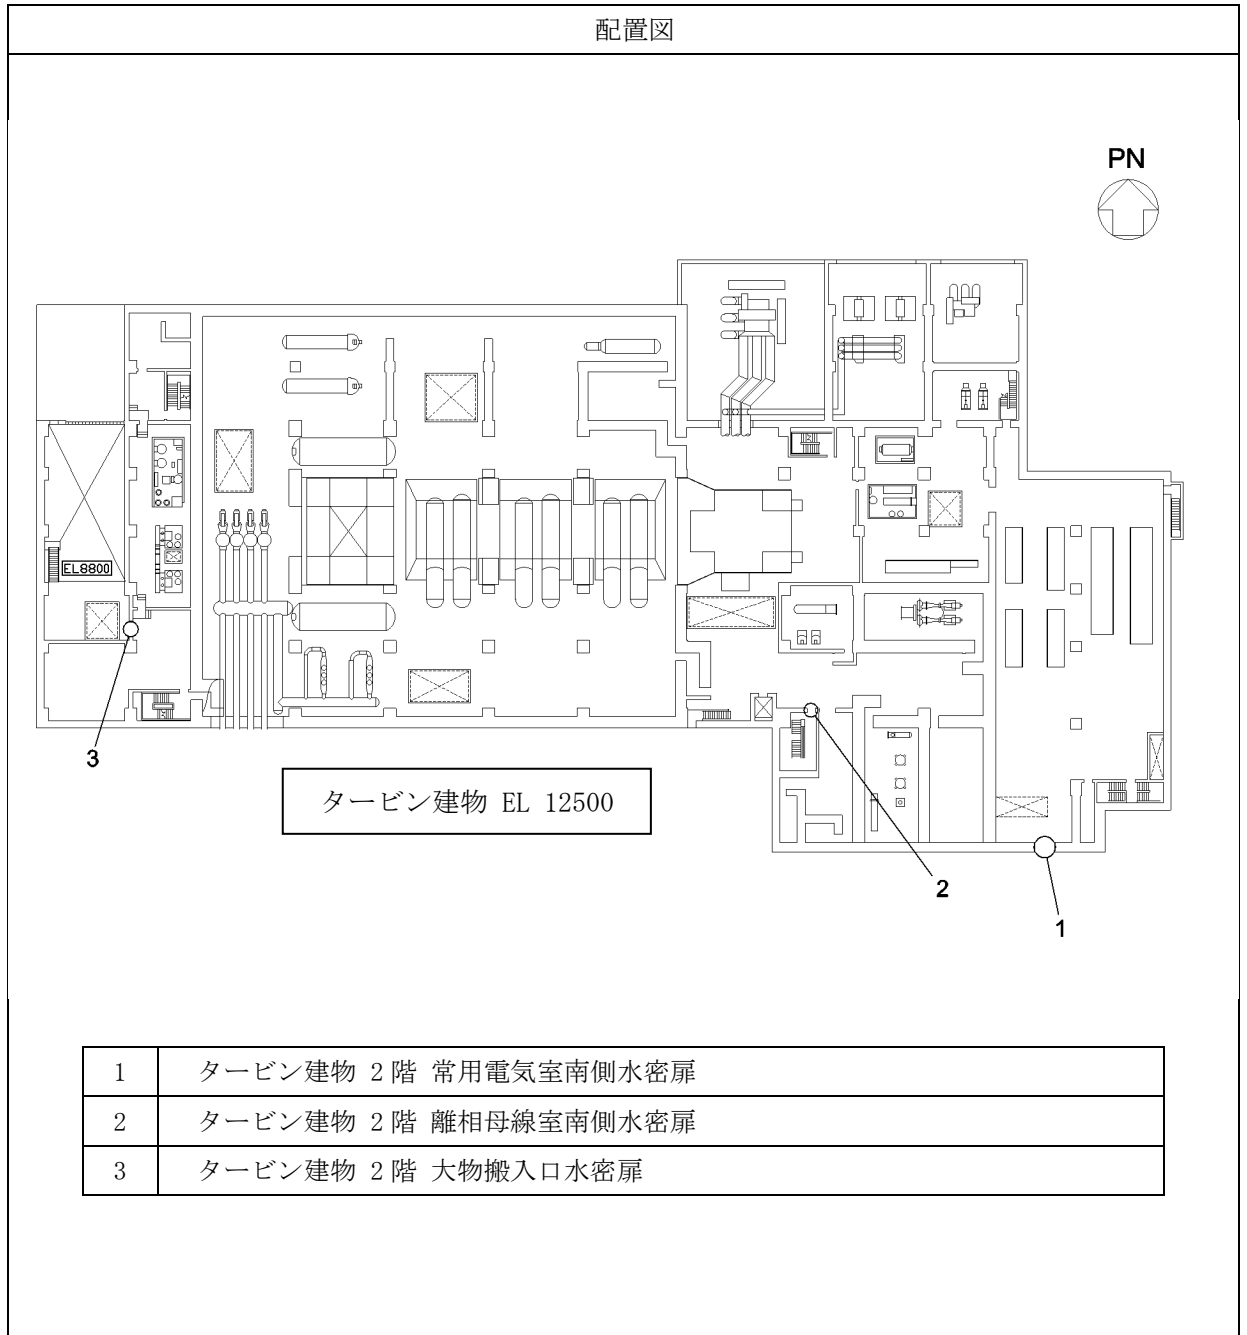 配置図
PN
EL8800
3
タービン建物 EL 12500
2
1
1 タービン建物 2階 常用電気室南側水密扉
2 タービン建物 2階 離相母線室南側水密扉
3 タービン建物 2階 大物搬入口水密扉